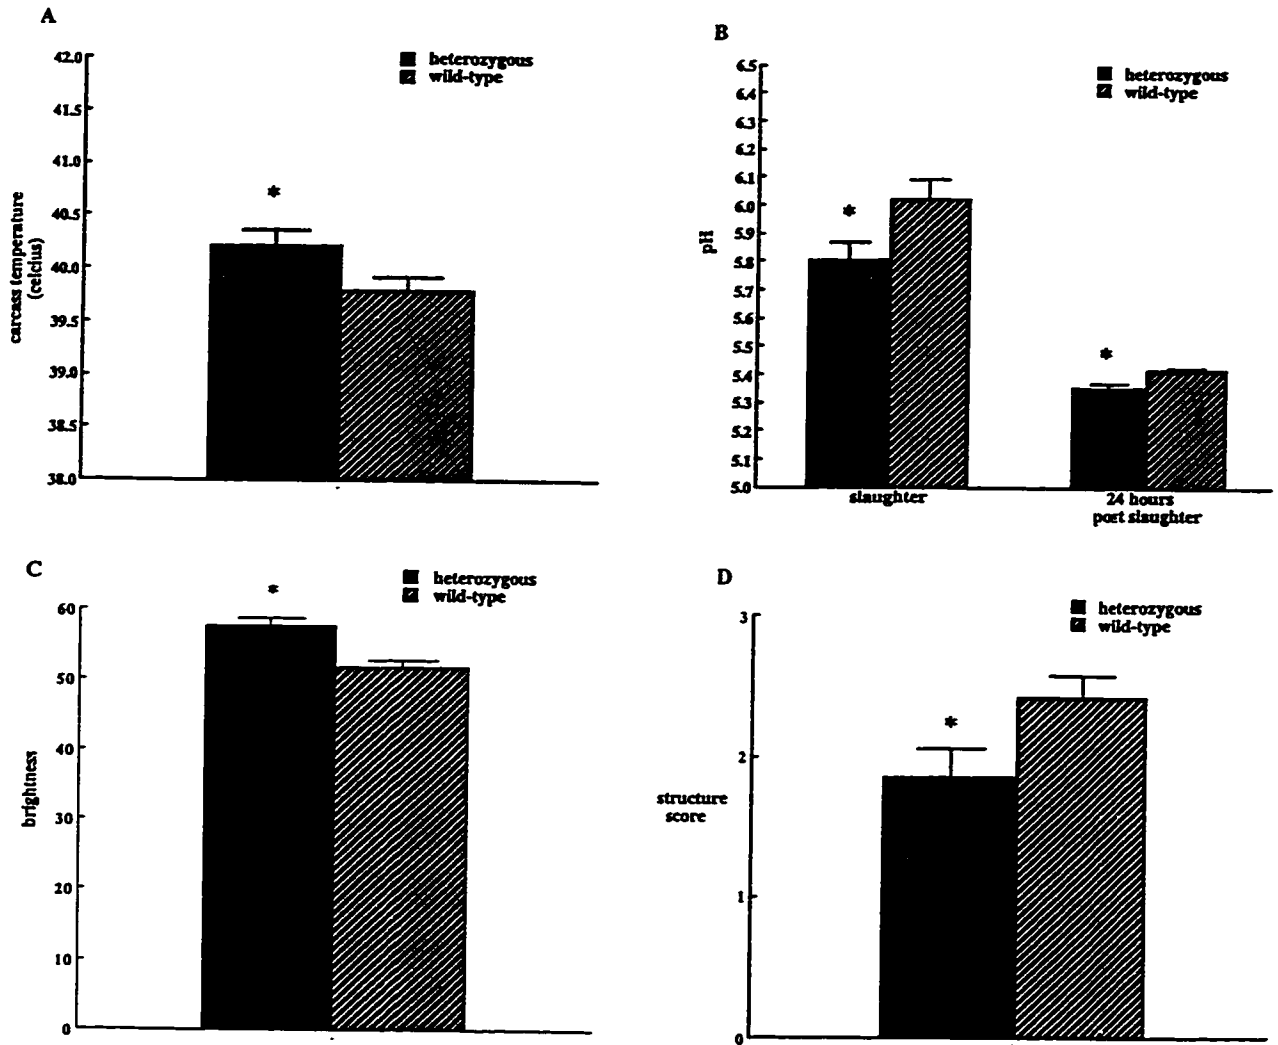 A
heterozygous
wild-type
42.0
41.5
41.0
40.5
40.0
39.5
39.0
38.5
38.0
carcass temperature
(celcius)
*
B
heterozygous
wild-type
6.5
6.4
6.3
6.2
6.1
6.0
5.9
5.8
5.7
5.6
5.5
5.4
5.3
5.2
5.1
5.0
pH
*
*
slaughter
24 hours
post slaughter
C
heterozygous
wild-type
60
50
40
30
20
10
0
brightness
*
D
heterozygous
wild-type
3
2
1
0
structure
score
*